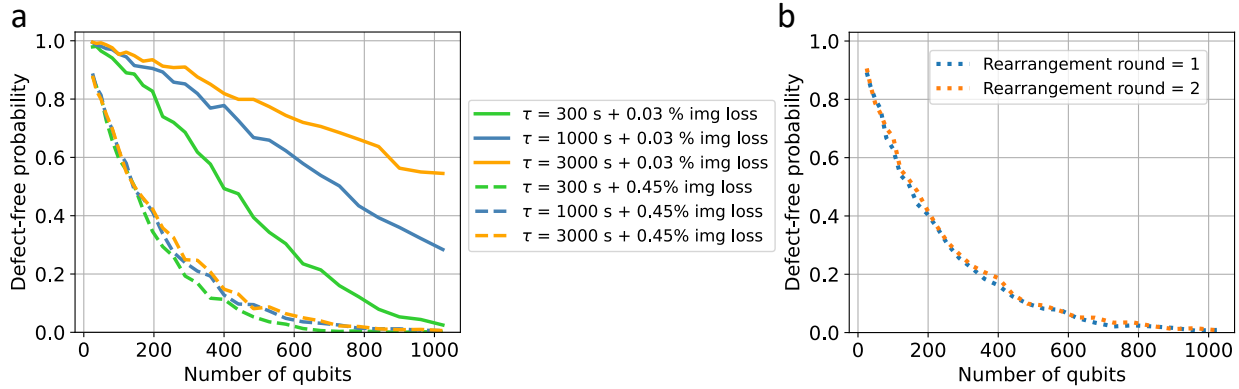 a
Defect-free probability
1.0
0.8
0.6
0.4
0.2
0.0
0
200
400
600
800
1000
Number of qubits
τ = 300 s + 0.03 % img loss
τ = 1000 s + 0.03 % img loss
τ = 3000 s + 0.03 % img loss
τ = 300 s + 0.45% img loss
τ = 1000 s + 0.45% img loss
τ = 3000 s + 0.45% img loss
b
Defect-free probability
1.0
0.8
0.6
0.4
0.2
0.0
0
200
400
600
800
1000
Number of qubits
Rearrangement round = 1
Rearrangement round = 2